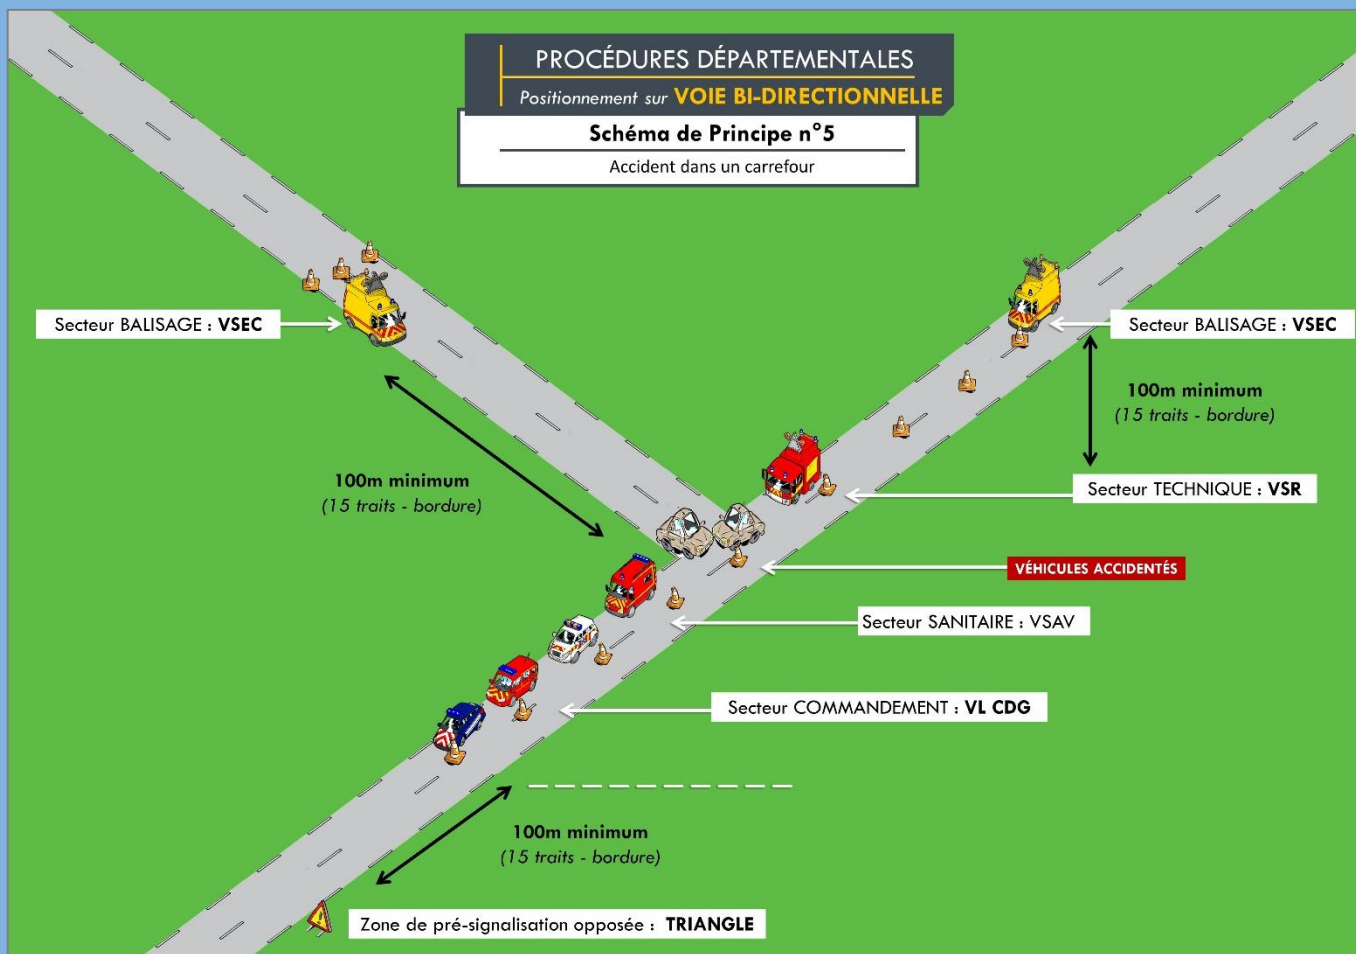 PROCÉDURES DÉPARTEMENTALES
Positionnement sur VOIE BI-DIRECTIONNELLE
Schéma de Principe n°5
Accident dans un carrefour
Secteur BALISAGE : VSEC
Secteur BALISAGE : VSEC
100m minimum
(15 traits - bordure)
100m minimum
(15 traits - bordure)
Secteur TECHNIQUE : VSR
VÉHICULES ACCIDENTÉS
Secteur SANITAIRE : VSAV
Secteur COMMANDEMENT : VL CDG
100m minimum
(15 traits - bordure)
Zone de pré-signalisation opposée : TRIANGLE